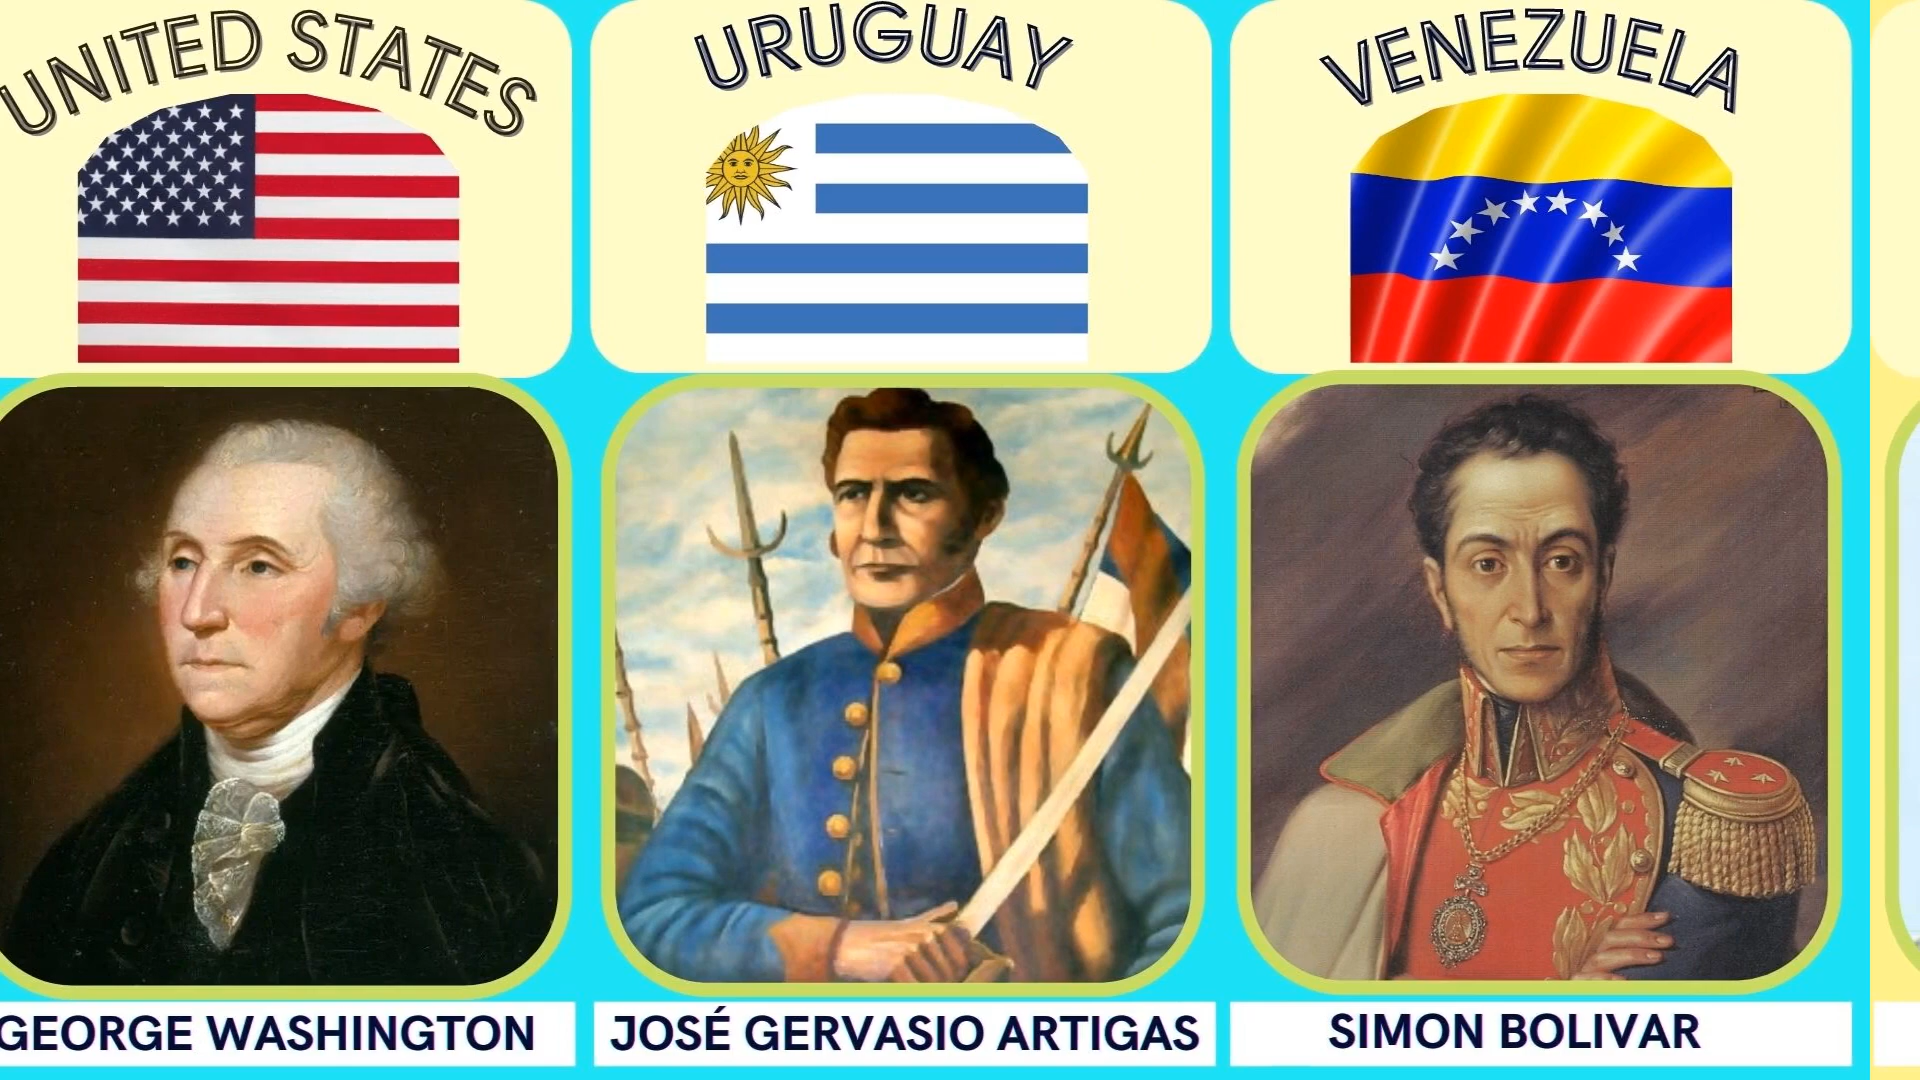 UNITED STATES
URUGUAY
VENEZUELA
GEORGE WASHINGTON
JOSÉ GERVASIO ARTIGAS
SIMON BOLIVAR